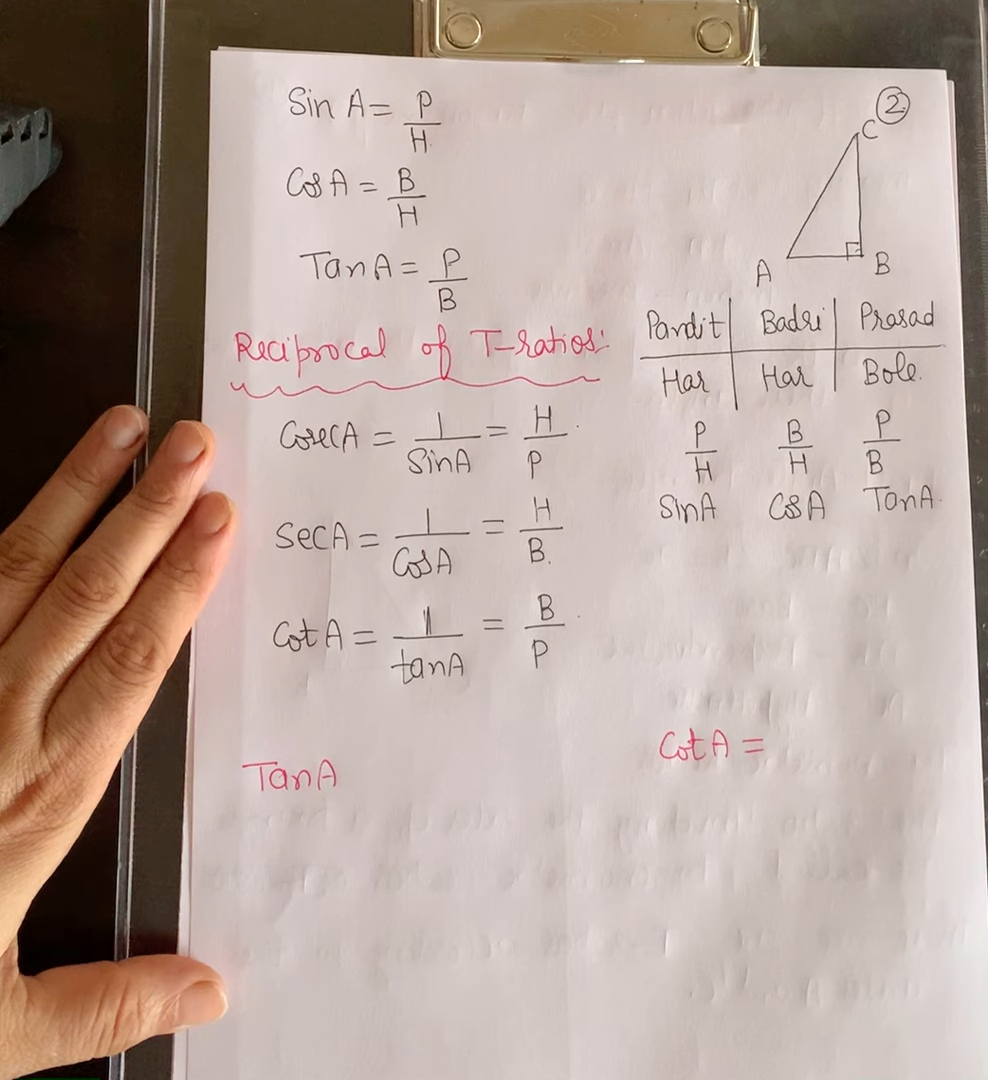 Sin A = P/H
Cos A = B/H
Tan A = P/B
Reciprocal of T-ratios:
Cosec A = 1/Sin A = H/P
Sec A = 1/Cos A = H/B.
Cot A = 1/tan A = B/P
Tan A
2
C
A B
Pandit | Badri | Prasad
Har | Har | Bole.
P/H B/H P/B
Sin A Cos A Tan A.
Cot A =